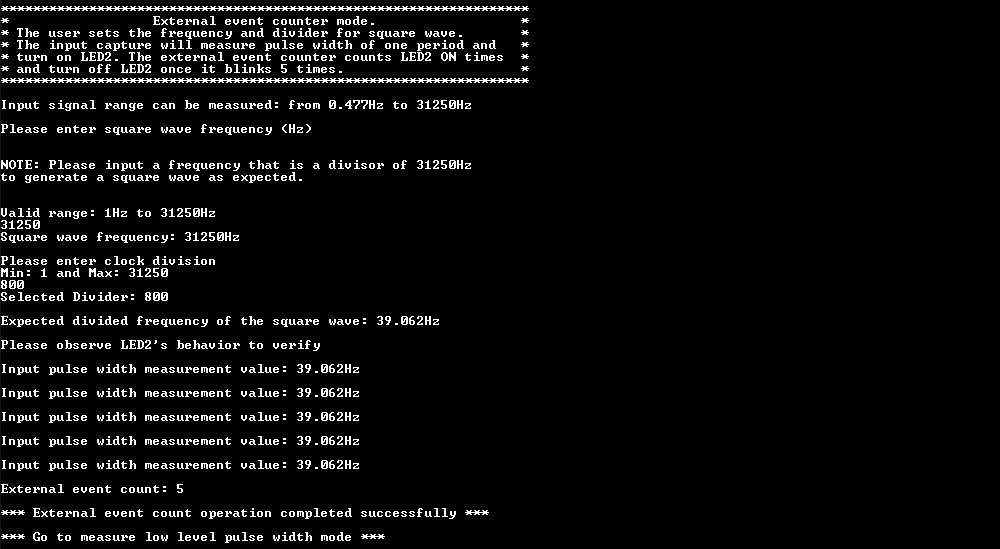 ******************************************************************
*                  External event counter mode.                  *
* The user sets the frequency and divider for square wave.       *
* The input capture will measure pulse width of one period and   *
* turn on LED2. The external event counter counts LED2 ON times  *
* and turn off LED2 once it blinks 5 times.                      *
******************************************************************
Input signal range can be measured: from 0.477Hz to 31250Hz
Please enter square wave frequency (Hz)
NOTE: Please input a frequency that is a divisor of 31250Hz
to generate a square wave as expected.
Valid range: 1Hz to 31250Hz
31250
Square wave frequency: 31250Hz
Please enter clock division
Min: 1 and Max: 31250
800
Selected Divider: 800
Expected divided frequency of the square wave: 39.062Hz
Please observe LED2's behavior to verify
Input pulse width measurement value: 39.062Hz
Input pulse width measurement value: 39.062Hz
Input pulse width measurement value: 39.062Hz
Input pulse width measurement value: 39.062Hz
Input pulse width measurement value: 39.062Hz
External event count: 5
*** External event count operation completed successfully ***
*** Go to measure low level pulse width mode ***